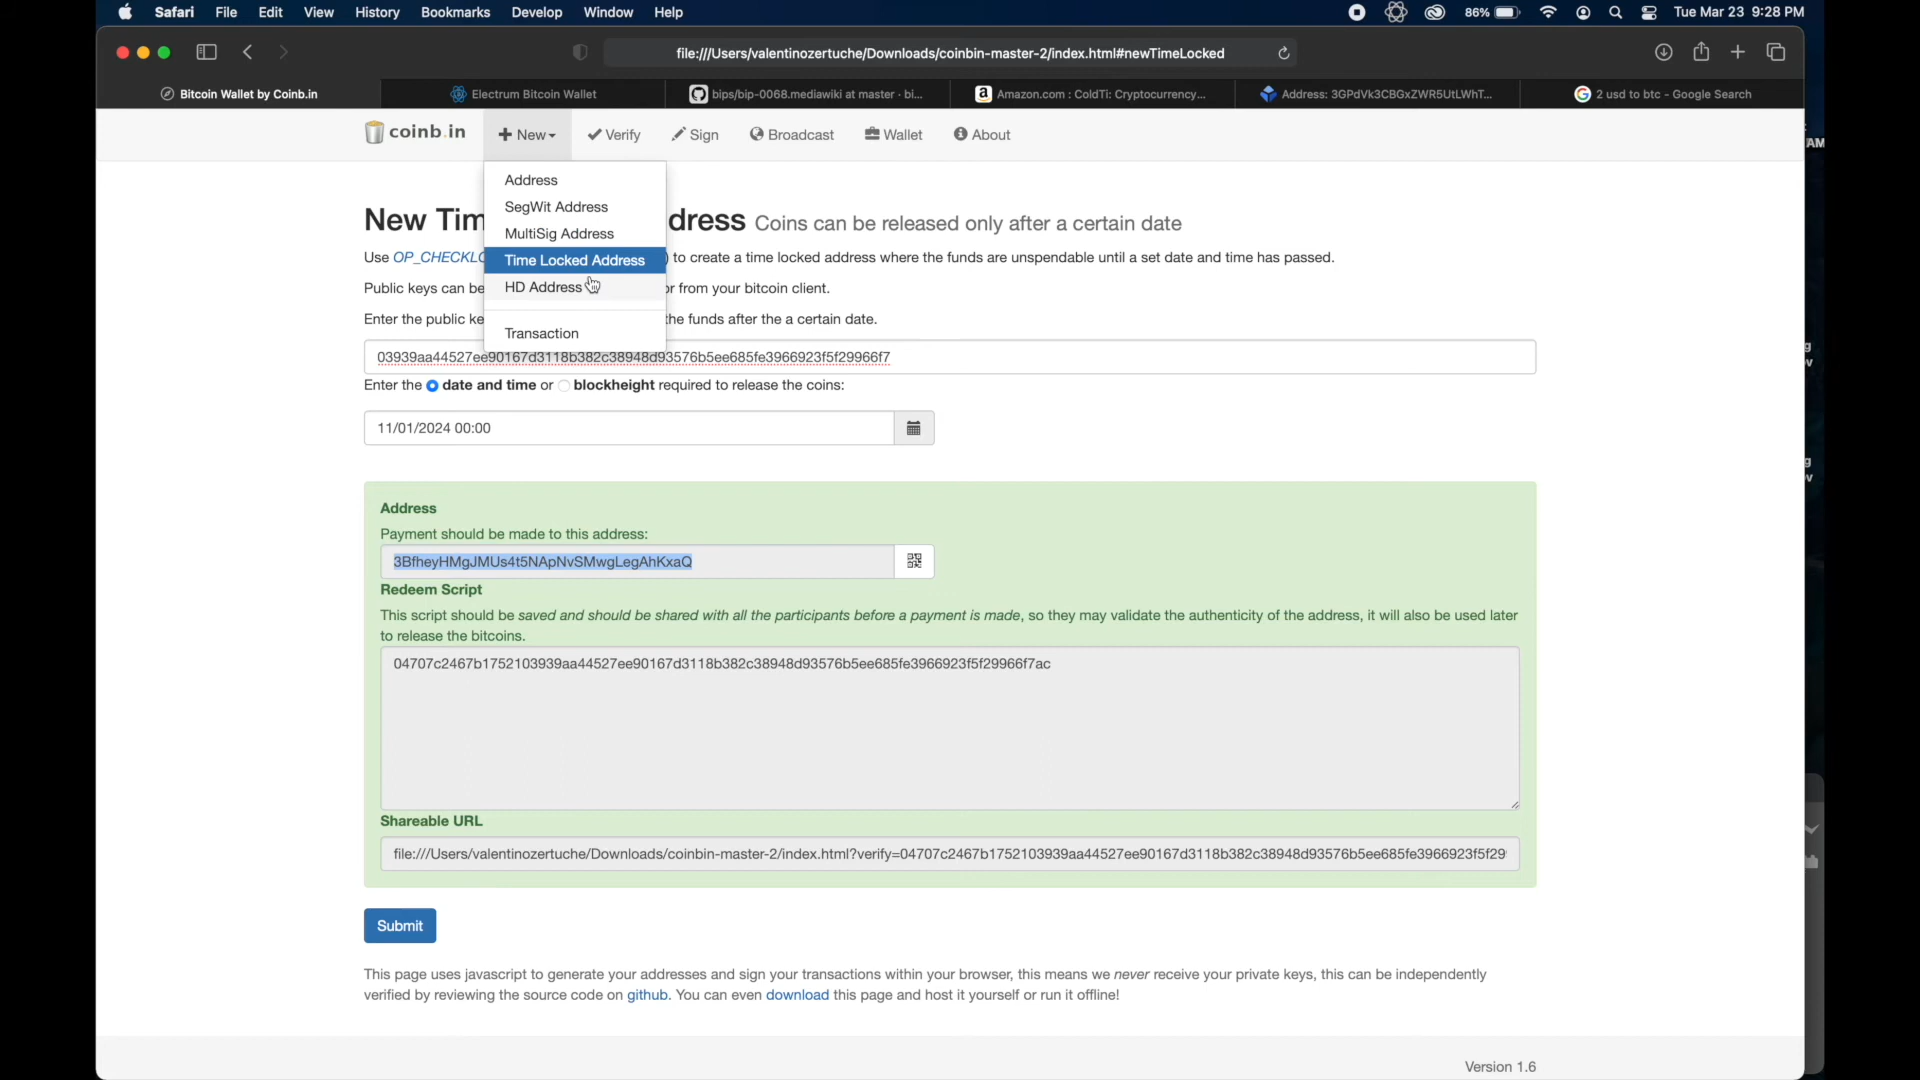 Safari File Edit View History Bookmarks Develop Window Help 86% Tue Mar 23 9:28 PM
file:///Users/valentinozertuche/Downloads/coinbin-master-2/index.html#newTimeLocked
Bitcoin Wallet by Coinb.in Electrum Bitcoin Wallet bips/bip-0068.mediawiki at master · bi... Amazon.com : ColdTi: Cryptocurrency... Address: 3GPdVk3CBGxZWR5UtLWhT... 2 usd to btc - Google Search
coinb.in New Verify Sign Broadcast Wallet About
AM
Address
SegWit Address
MultiSig Address
Time Locked Address
HD Address
Transaction
New Tim dress Coins can be released only after a certain date
Use OP_CHECKLO ) to create a time locked address where the funds are unspendable until a set date and time has passed.
Public keys can be or from your bitcoin client.
Enter the public ke the funds after the a certain date.
03939aa44527ee90167d3118b382c38948d93576b5ee685fe3966923f5f29966f7
Enter the date and time or blockheight required to release the coins:
11/01/2024 00:00
Address
Payment should be made to this address:
3BfheyHMgJMUs4t5NApNvSMwgLegAhKxaQ
Redeem Script
This script should be saved and should be shared with all the participants before a payment is made, so they may validate the authenticity of the address, it will also be used later
to release the bitcoins.
04707c2467b1752103939aa44527ee90167d3118b382c38948d93576b5ee685fe3966923f5f29966f7ac
Shareable URL
file:///Users/valentinozertuche/Downloads/coinbin-master-2/index.html?verify=04707c2467b1752103939aa44527ee90167d3118b382c38948d93576b5ee685fe3966923f5f29
Submit
This page uses javascript to generate your addresses and sign your transactions within your browser, this means we never receive your private keys, this can be independently
verified by reviewing the source code on github. You can even download this page and host it yourself or run it offline!
Version 1.6